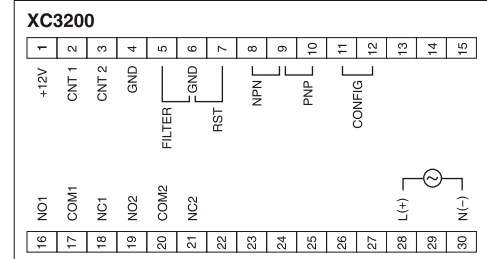 XC3200
1 2 3 4 5 6 7 8 9 10 11 12 13 14 15
+12V CNT 1 CNT 2 GND GND
FILTER RST NPN PNP CONFIG
NO1 COM1 NC1 NO2 COM2 NC2 L(+) N(−)
16 17 18 19 20 21 22 23 24 25 26 27 28 29 30